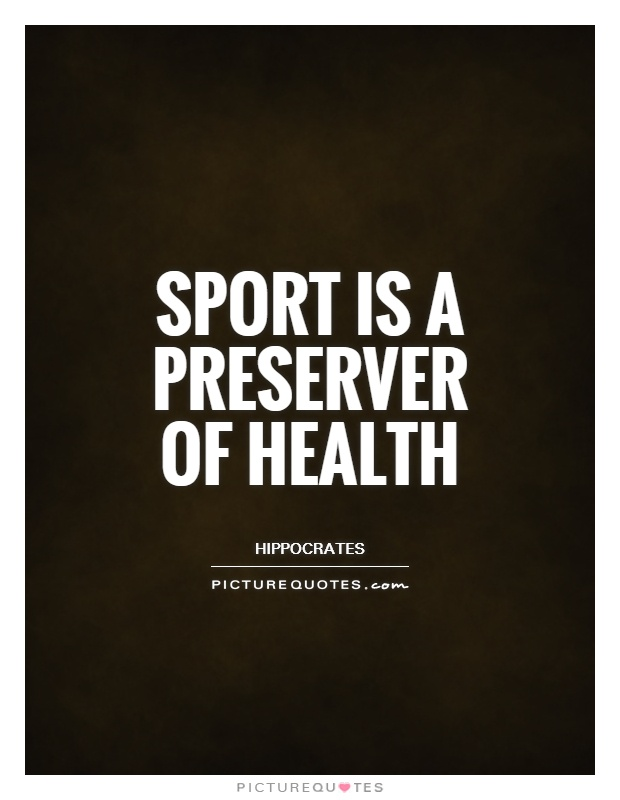 SPORT IS A
PRESERVER
OF HEALTH
HIPPOCRATES
PICTUREQUOTES.com
PICTUREQUOTES